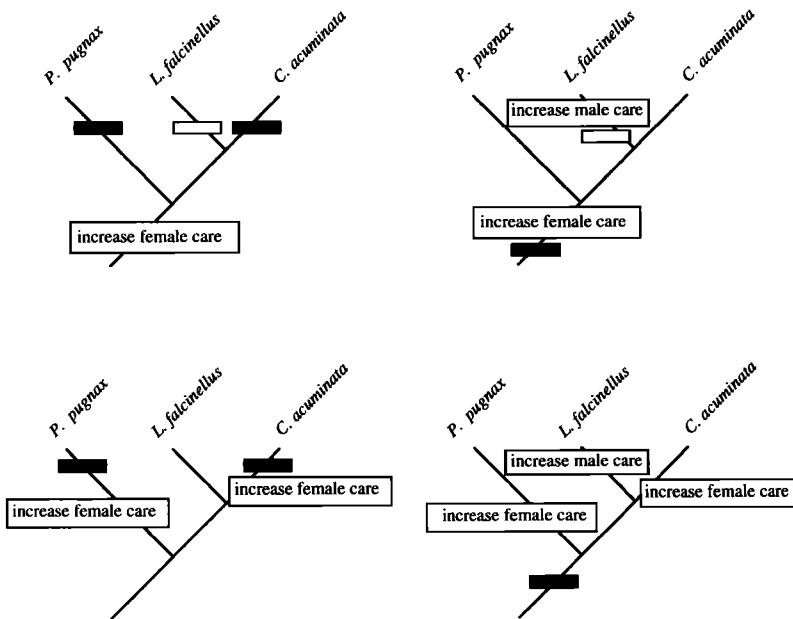 P. pugnax
L. falcinellus
C. acuminata
increase female care
P. pugnax
L. falcinellus
C. acuminata
increase male care
increase female care
P. pugnax
L. falcinellus
C. acuminata
increase female care
increase female care
P. pugnax
L. falcinellus
C. acuminata
increase male care
increase female care
increase female care